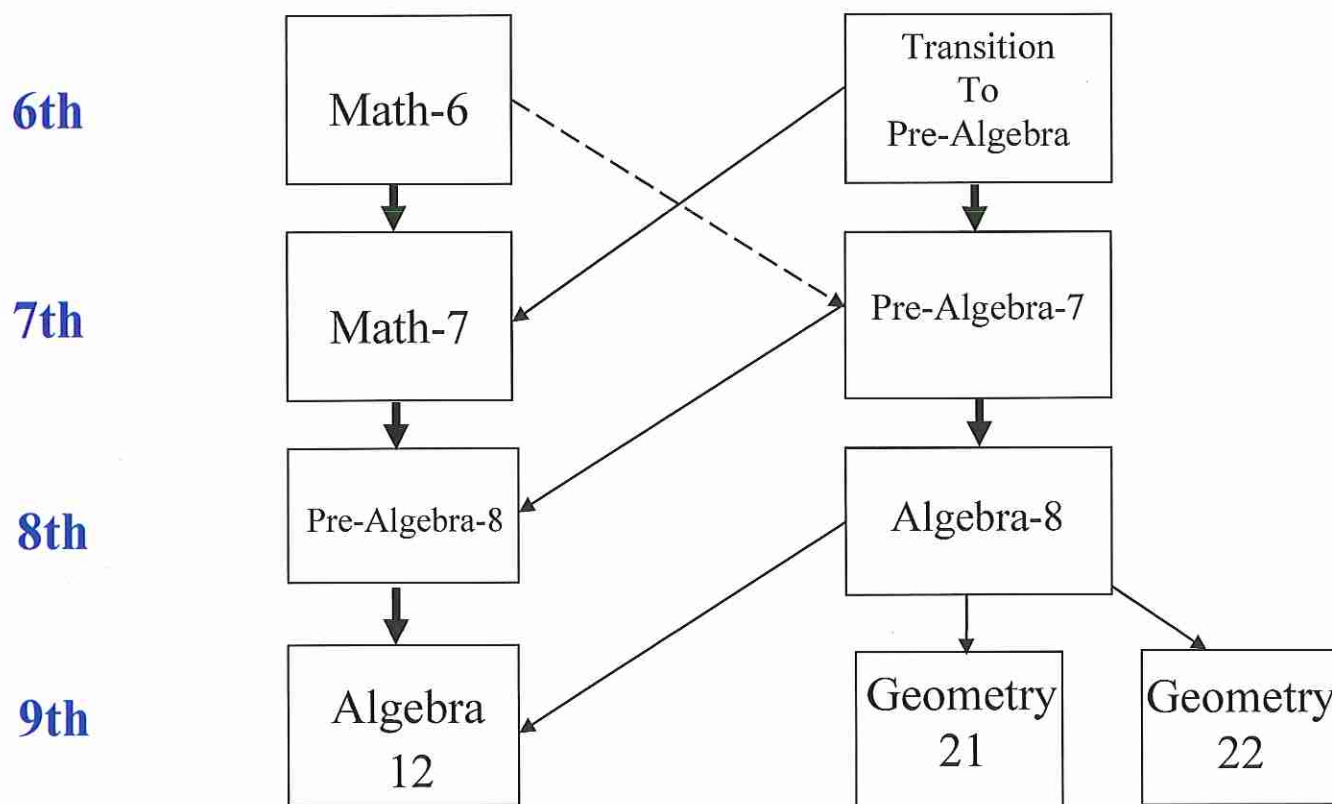 6th
Math-6
Transition
To
Pre-Algebra
7th
Math-7
Pre-Algebra-7
8th
Pre-Algebra-8
Algebra-8
9th
Algebra
12
Geometry
21
Geometry
22